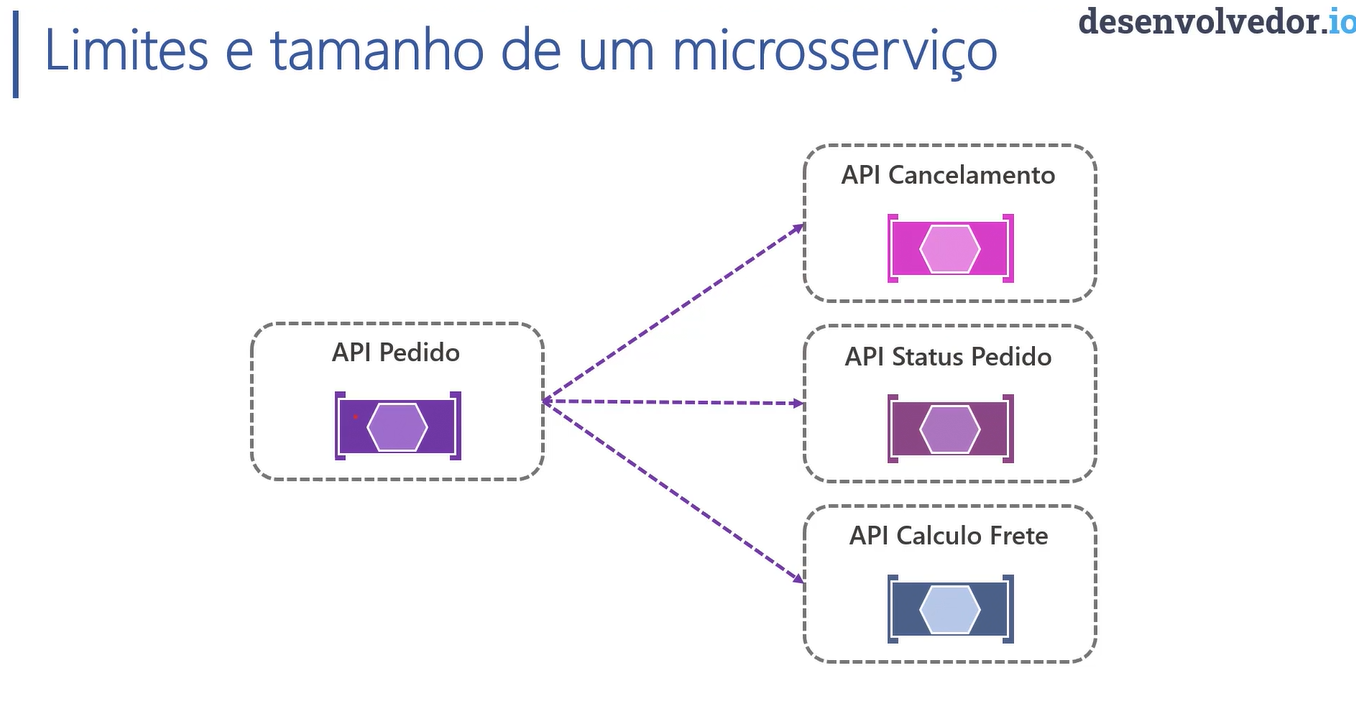 desenvolvedor.io
Limites e tamanho de um microsserviço
API Cancelamento
API Pedido
API Status Pedido
API Calculo Frete